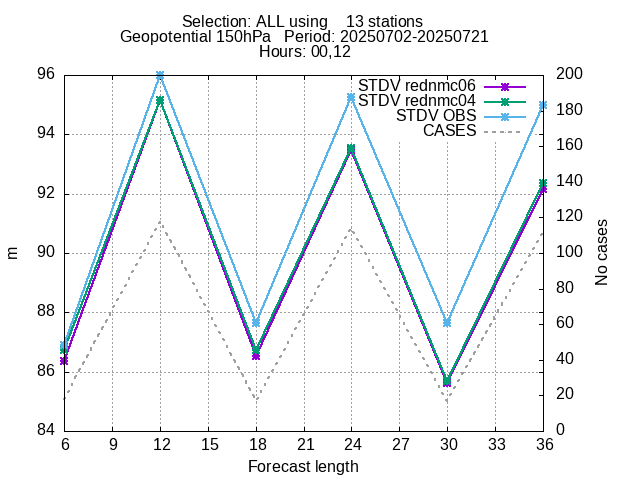 Selection: ALL using    13 stations
Geopotential 150hPa   Period: 20250702-20250721
Hours: 00,12
STDV rednmc06
STDV rednmc04
STDV OBS
CASES
96
94
92
90
88
86
84
m
200
180
160
140
120
100
80
60
40
20
0
No cases
6 9 12 15 18 21 24 27 30 33 36
Forecast length